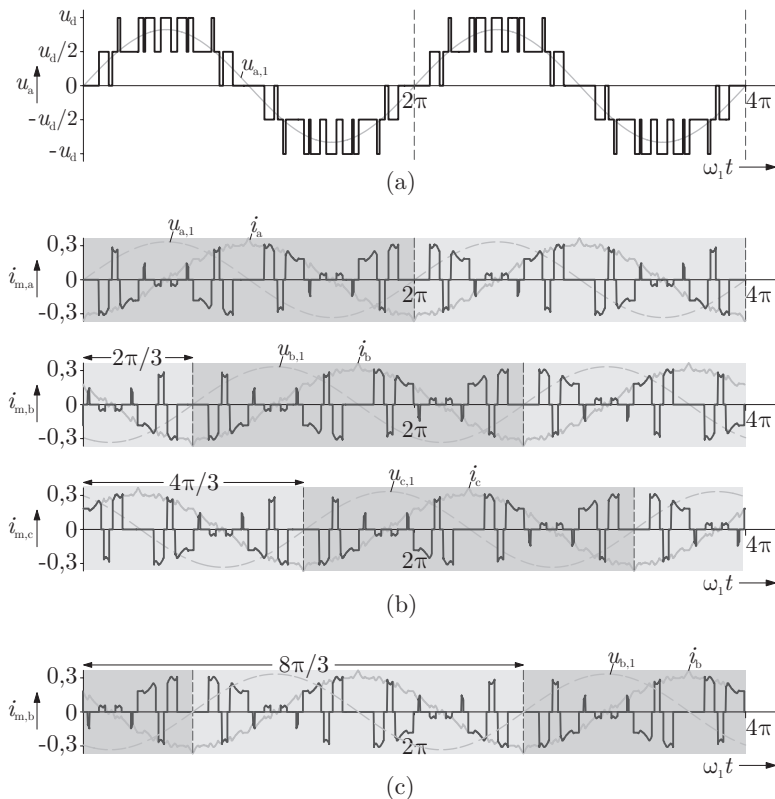 u_d
u_d/2
u_a
0
-u_d/2
-u_d
u_a,1
2π
4π
ω₁t
(a)
u_a,1
i_a
0,3
i_m,a
0
-0,3
2π
4π
2π/3
u_b,1
i_b
0,3
i_m,b
0
-0,3
2π
4π
4π/3
u_c,1
i_c
0,3
i_m,c
0
-0,3
2π
4π
ω₁t
(b)
8π/3
u_b,1
i_b
0,3
i_m,b
0
-0,3
2π
4π
ω₁t
(c)